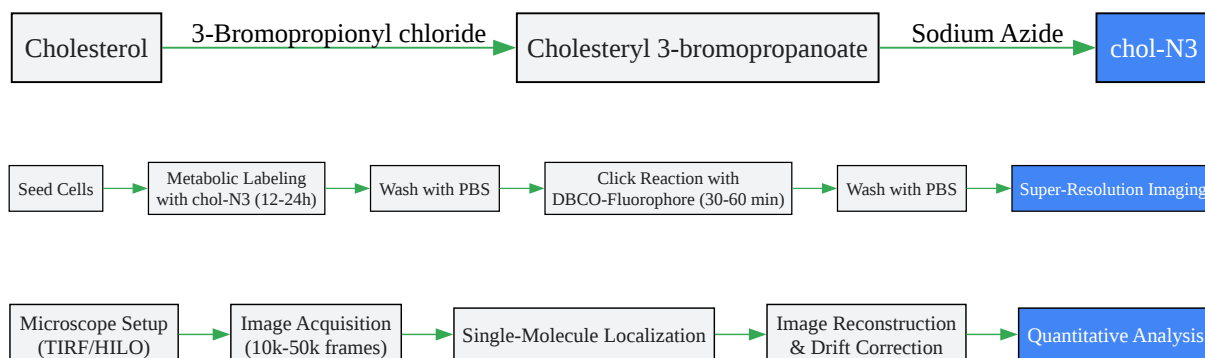 Cholesterol
3-Bromopropionyl chloride
Cholesteryl 3-bromopropanoate
Sodium Azide
chol-N3
Seed Cells
Metabolic Labeling
with chol-N3 (12-24h)
Wash with PBS
Click Reaction with
DBCO-Fluorophore (30-60 min)
Wash with PBS
Super-Resolution Imaging
Microscope Setup
(TIRF/HILO)
Image Acquisition
(10k-50k frames)
Single-Molecule Localization
Image Reconstruction
& Drift Correction
Quantitative Analysis